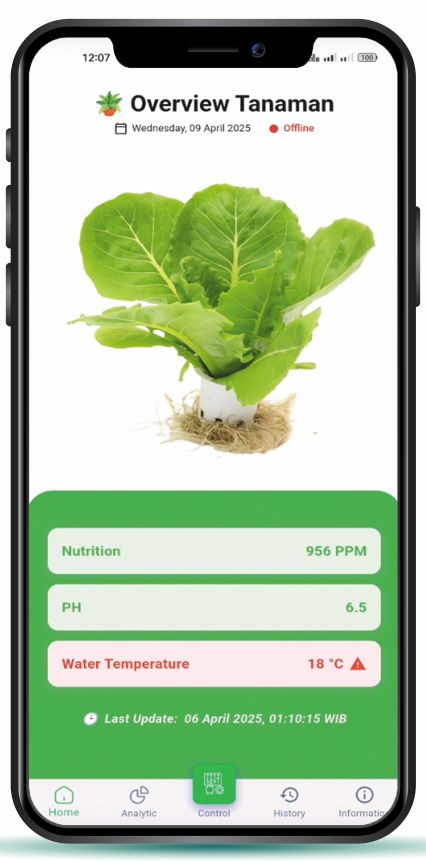 12:07 100
Overview Tanaman
Wednesday, 09 April 2025 Offline
Nutrition 956 PPM
PH 6.5
Water Temperature 18 °C
Last Update: 06 April 2025, 01:10:15 WIB
Home Analytic Control History Informatio